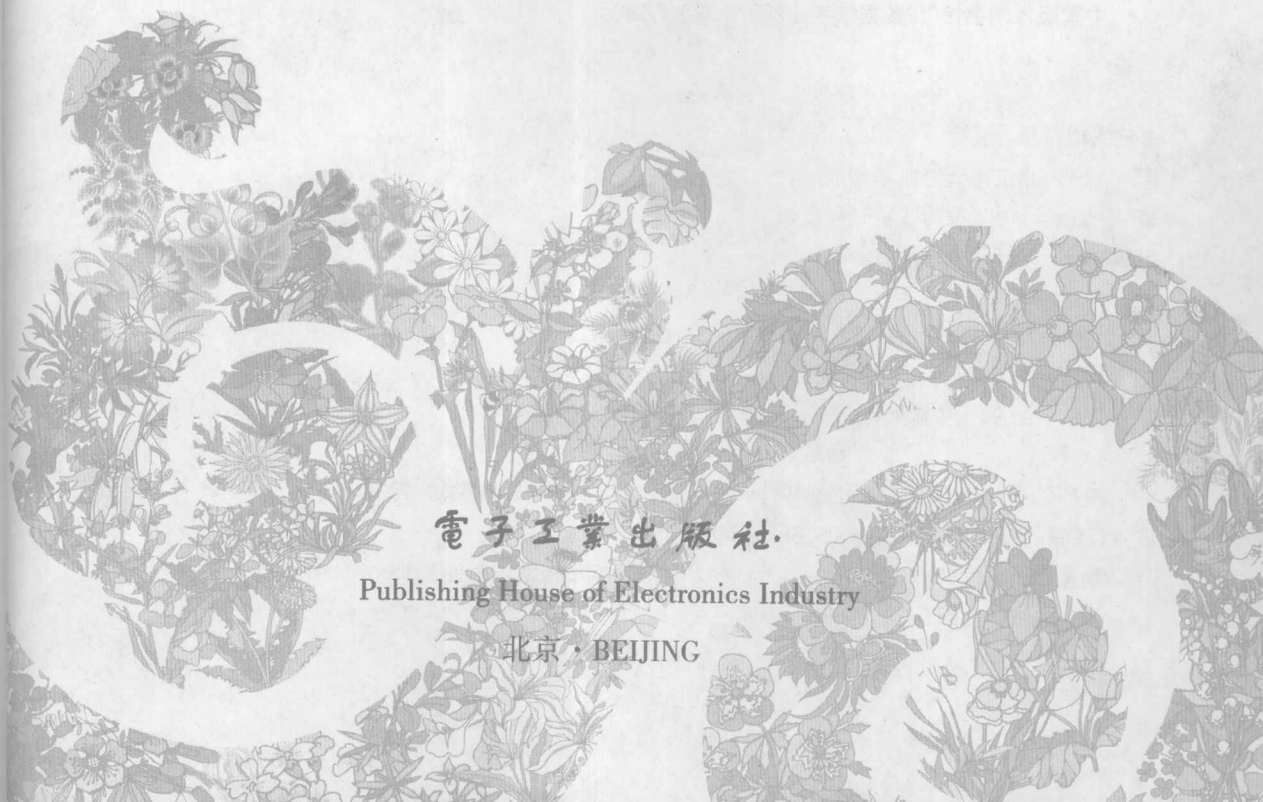 電子工業出版社.
Publishing House of Electronics Industry
北京·BEIJING